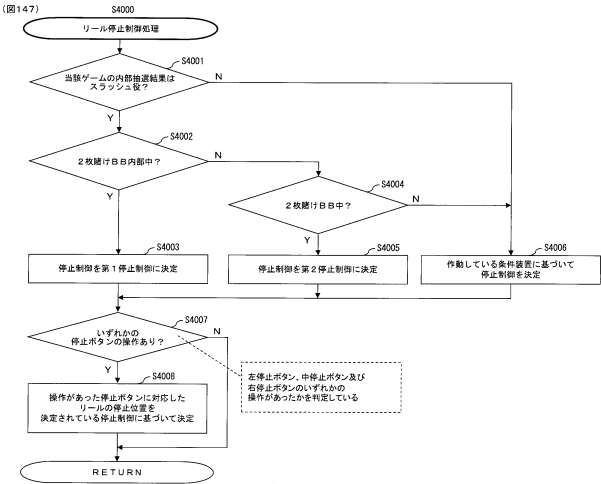 (図147)
S4000
リール停止制御処理
S4001
当該ゲームの内部抽選結果は
スラッシュ役?
N
Y
S4002
2枚賭けBB内部中?
N
Y
S4004
2枚賭けBB中?
N
Y
S4003
停止制御を第1停止制御に決定
S4005
停止制御を第2停止制御に決定
S4006
作動している条件装置に基づいて
停止制御を決定
S4007
いずれかの
停止ボタンの操作あり?
N
Y
左停止ボタン、中停止ボタン及び
右停止ボタンのいずれかの
操作があったかを判定している
S4008
操作があった停止ボタンに対応した
リールの停止位置を
決定されている停止制御に基づいて決定
RETURN